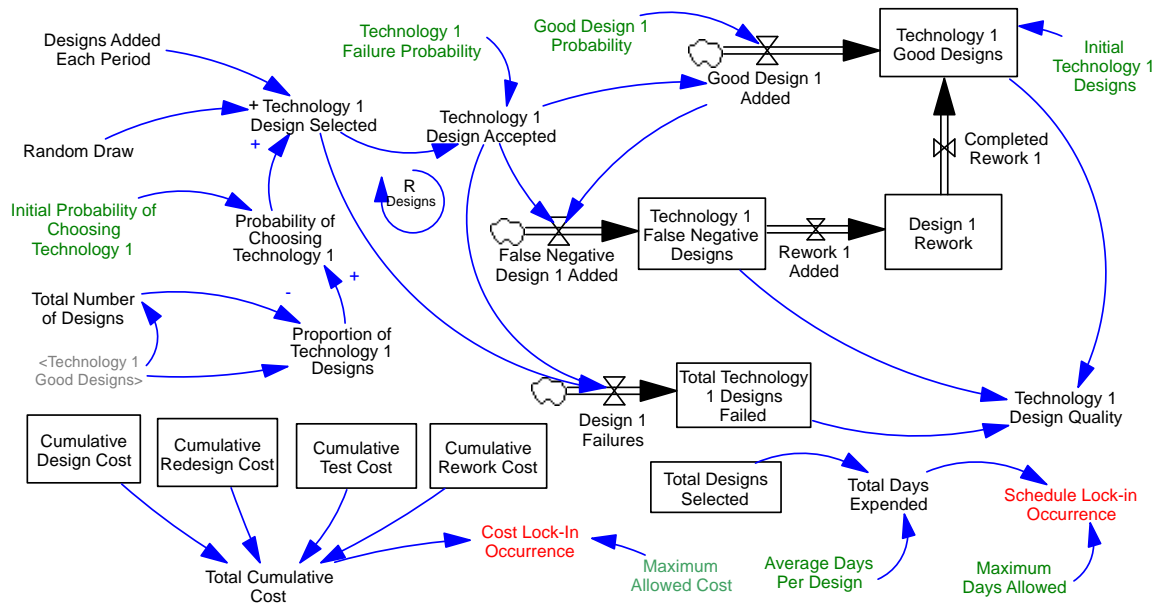 Designs Added
Each Period
Random Draw
+ Technology 1
Design Selected
+
Initial Probability of
Choosing
Technology 1
Probability of
Choosing
Technology 1
+
-
Total Number
of Designs
<Technology 1
Good Designs>
Proportion of
Technology 1
Designs
Technology 1
Failure Probability
Technology 1
Design Accepted
R
Designs
Good Design 1
Probability
Good Design 1
Added
Technology 1
Good Designs
Initial
Technology 1
Designs
Completed
Rework 1
False Negative
Design 1 Added
Technology 1
False Negative
Designs
Rework 1
Added
Design 1
Rework
Design 1
Failures
Total Technology
1 Designs
Failed
Technology 1
Design Quality
Cumulative
Design Cost
Cumulative
Redesign Cost
Cumulative
Test Cost
Cumulative
Rework Cost
Total Cumulative
Cost
Cost Lock-In
Occurrence
Maximum
Allowed Cost
Total Designs
Selected
Total Days
Expended
Average Days
Per Design
Schedule Lock-in
Occurrence
Maximum
Days Allowed